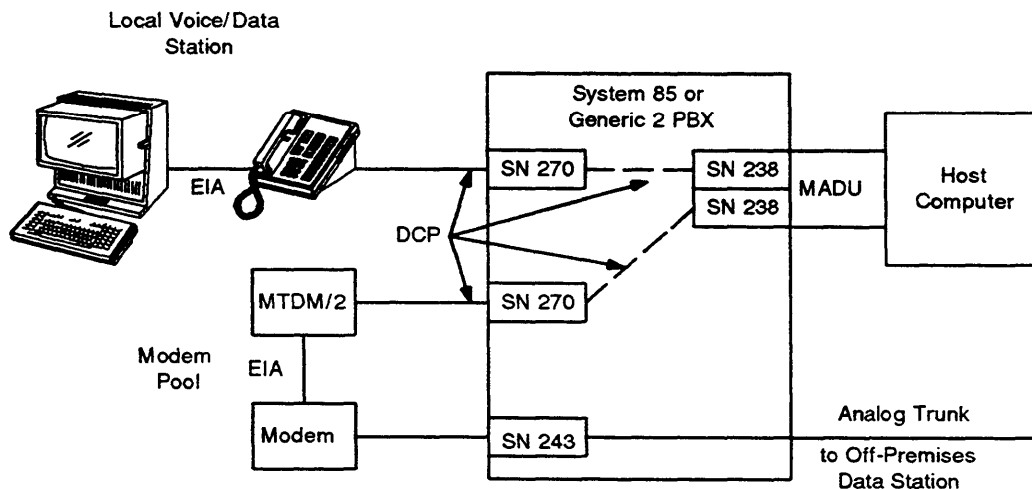 Local Voice/Data
Station
System 85 or
Generic 2 PBX
EIA
SN 270
SN 238
SN 238
MADU
Host
Computer
DCP
MTDM/2
SN 270
Modem
Pool
EIA
Modem
SN 243
Analog Trunk
to Off-Premises
Data Station